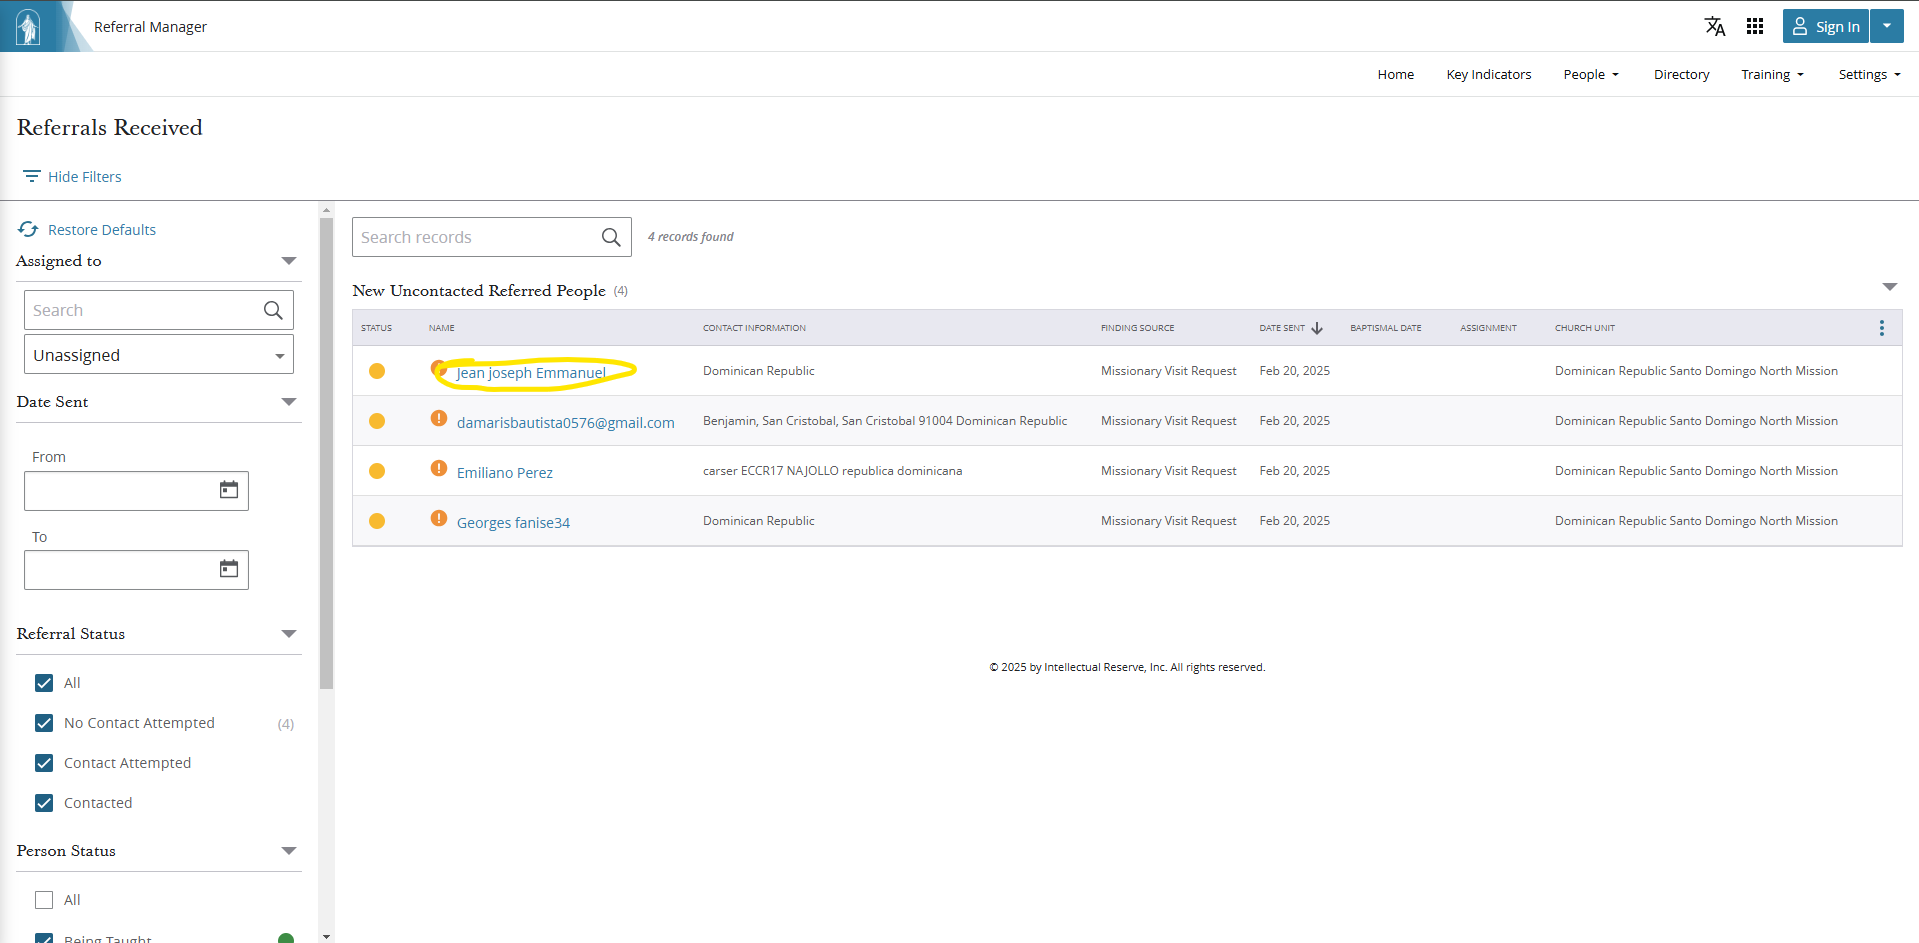 Referral Manager
Sign In
Home Key Indicators People Directory Training Settings
Referrals Received
Hide Filters
Restore Defaults
Assigned to
Search
Unassigned
Date Sent
From
To
Referral Status
All
No Contact Attempted (4)
Contact Attempted
Contacted
Person Status
All
Being Taught
Search records 4 records found
New Uncontacted Referred People (4)
STATUS NAME CONTACT INFORMATION FINDING SOURCE DATE SENT BAPTISMAL DATE ASSIGNMENT CHURCH UNIT
Jean joseph Emmanuel Dominican Republic Missionary Visit Request Feb 20, 2025 Dominican Republic Santo Domingo North Mission
damarisbautista0576@gmail.com Benjamin, San Cristobal, San Cristobal 91004 Dominican Republic Missionary Visit Request Feb 20, 2025 Dominican Republic Santo Domingo North Mission
Emiliano Perez carser ECCR17 NAJOLLO republica dominicana Missionary Visit Request Feb 20, 2025 Dominican Republic Santo Domingo North Mission
Georges fanise34 Dominican Republic Missionary Visit Request Feb 20, 2025 Dominican Republic Santo Domingo North Mission
© 2025 by Intellectual Reserve, Inc. All rights reserved.